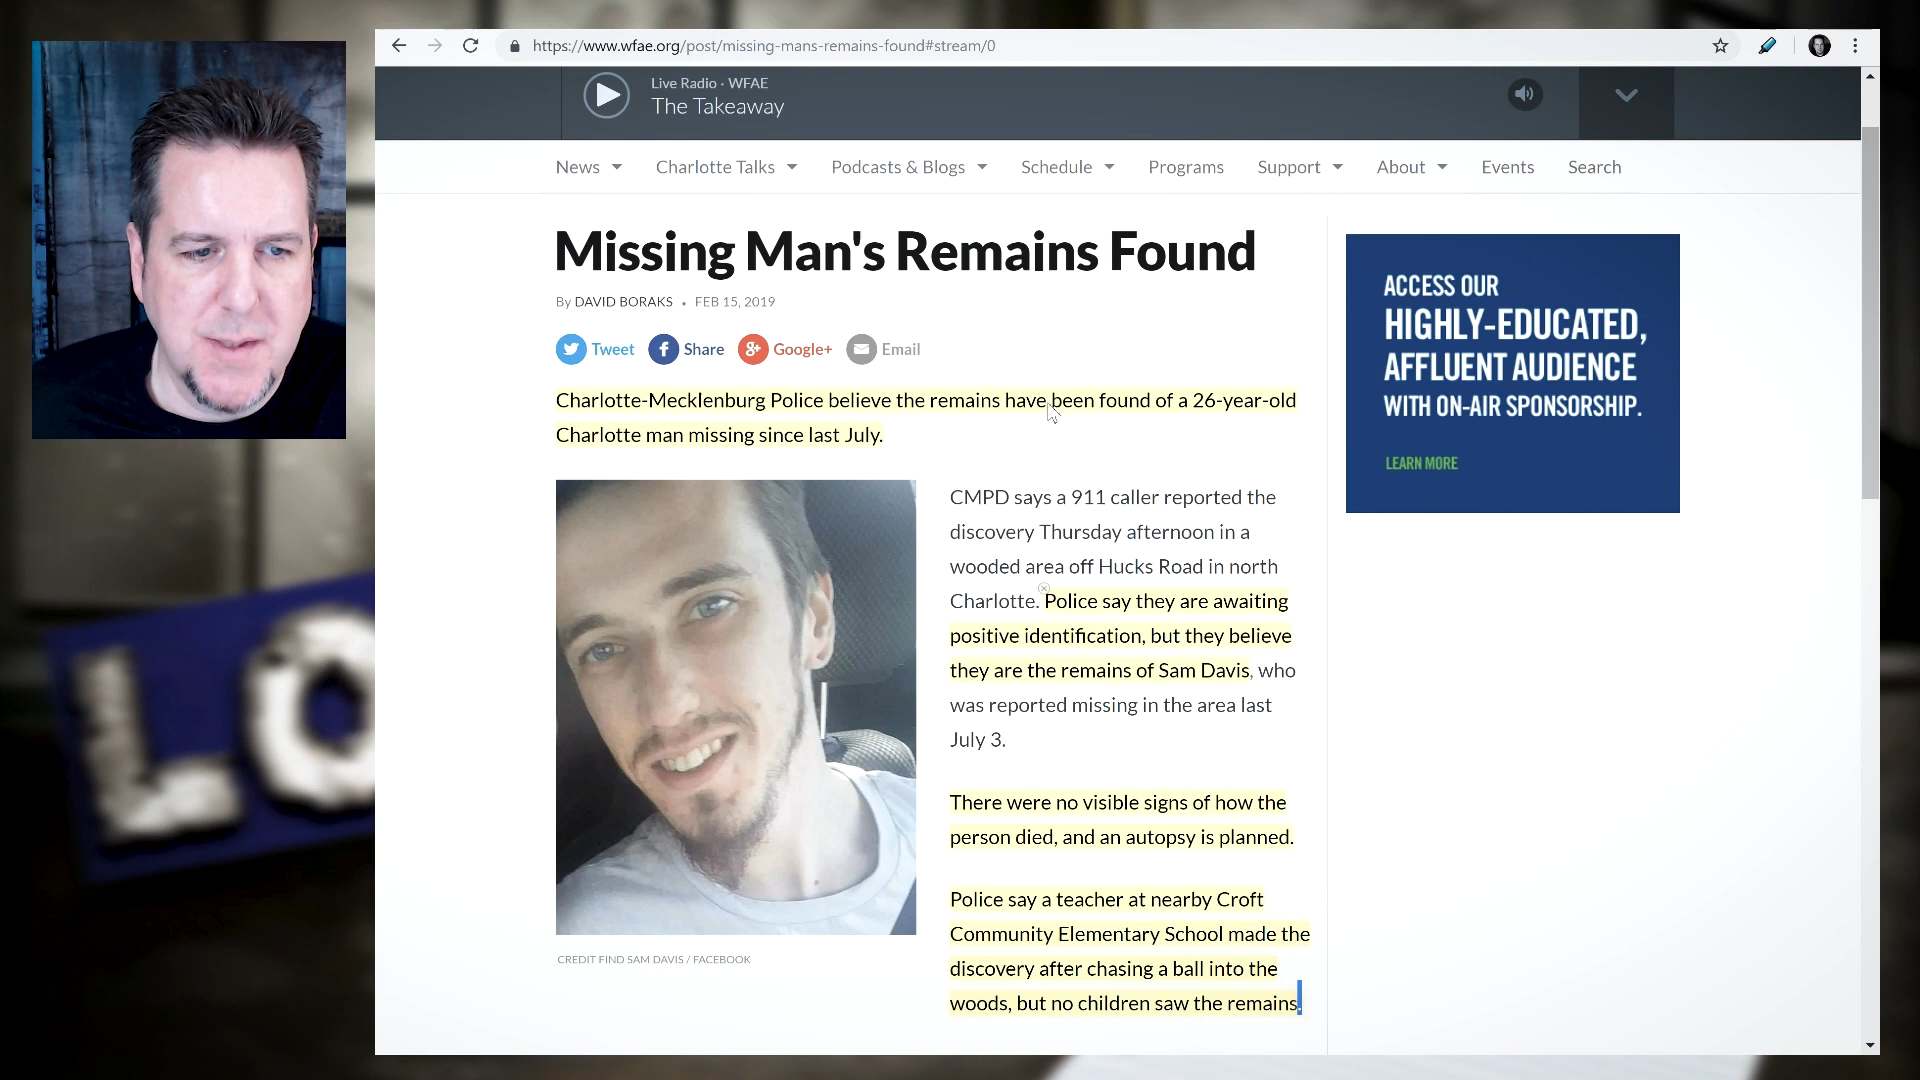 https://www.wfae.org/post/missing-mans-remains-found#stream/0
Live Radio · WFAE
The Takeaway
News Charlotte Talks Podcasts & Blogs Schedule Programs Support About Events Search
Missing Man's Remains Found
By DAVID BORAKS • FEB 15, 2019
Tweet Share Google+ Email
Charlotte-Mecklenburg Police believe the remains have been found of a 26-year-old
Charlotte man missing since last July.
CMPD says a 911 caller reported the
discovery Thursday afternoon in a
wooded area off Hucks Road in north
Charlotte. Police say they are awaiting
positive identification, but they believe
they are the remains of Sam Davis, who
was reported missing in the area last
July 3.
There were no visible signs of how the
person died, and an autopsy is planned.
Police say a teacher at nearby Croft
Community Elementary School made the
discovery after chasing a ball into the
woods, but no children saw the remains.
CREDIT FIND SAM DAVIS / FACEBOOK
ACCESS OUR
HIGHLY-EDUCATED,
AFFLUENT AUDIENCE
WITH ON-AIR SPONSORSHIP.
LEARN MORE
LO